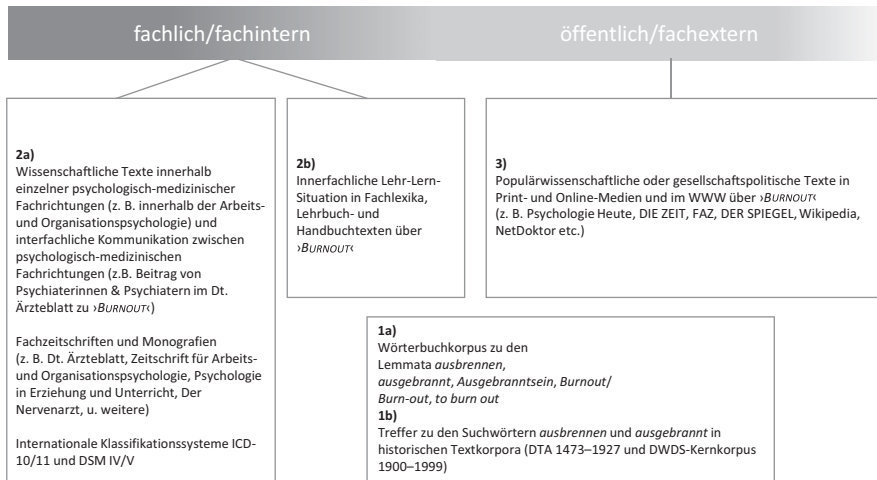 fachlich/fachintern
öffentlich/fachextern
2a)
Wissenschaftliche Texte innerhalb
einzelner psychologisch-medizinischer
Fachrichtungen (z. B. innerhalb der Arbeits-
und Organisationspsychologie) und
interfachliche Kommunikation zwischen
psychologisch-medizinischen
Fachrichtungen (z.B. Beitrag von
Psychiaterinnen & Psychiatern im Dt.
Ärzteblatt zu ›BURNOUT‹)
Fachzeitschriften und Monografien
(z. B. Dt. Ärzteblatt, Zeitschrift für Arbeits-
und Organisationspsychologie, Psychologie
in Erziehung und Unterricht, Der
Nervenarzt, u. weitere)
Internationale Klassifikationssysteme ICD-
10/11 und DSM IV/V
2b)
Innerfachliche Lehr-Lern-
Situation in Fachlexika,
Lehrbuch- und
Handbuchtexten über
›BURNOUT‹
3)
Populärwissenschaftliche oder gesellschaftspolitische Texte in
Print- und Online-Medien und im WWW über ›BURNOUT‹
(z. B. Psychologie Heute, DIE ZEIT, FAZ, DER SPIEGEL, Wikipedia,
NetDoktor etc.)
1a)
Wörterbuchkorpus zu den
Lemmata ausbrennen,
ausgebrannt, Ausgebranntsein, Burnout/
Burn-out, to burn out
1b)
Treffer zu den Suchwörtern ausbrennen und ausgebrannt in
historischen Textkorpora (DTA 1473–1927 und DWDS-Kernkorpus
1900–1999)